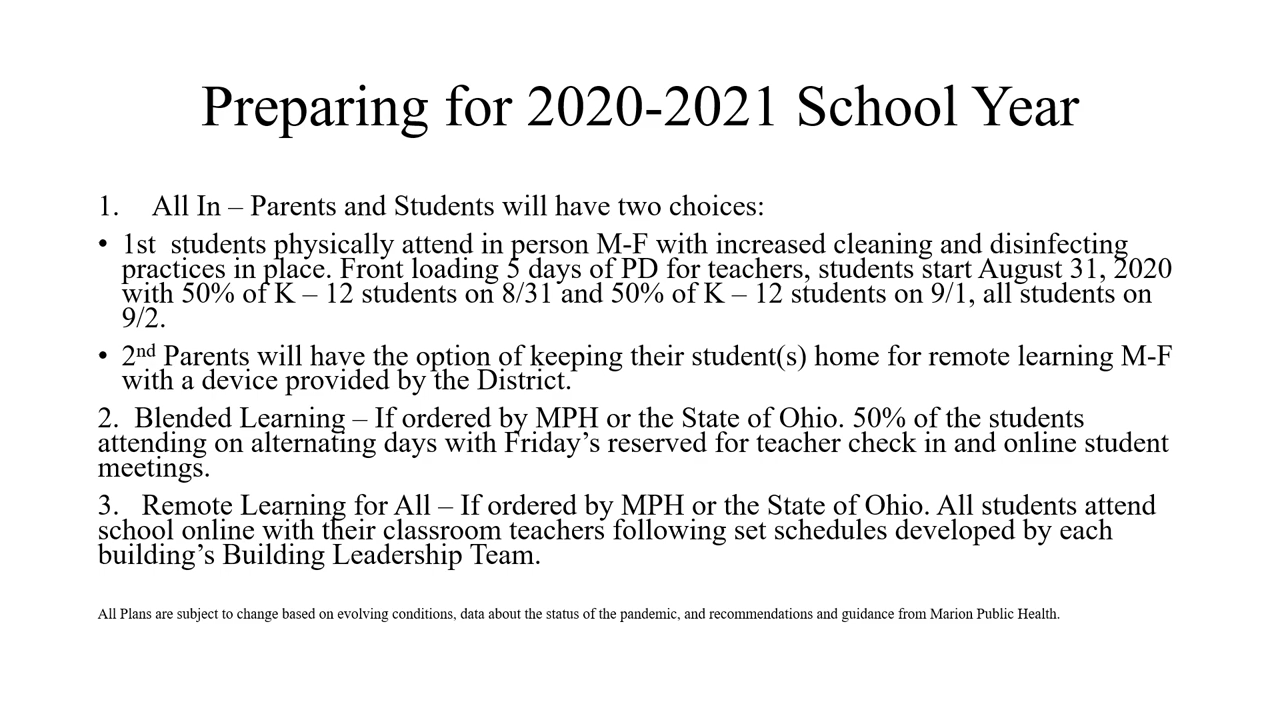 Preparing for 2020-2021 School Year
1. All In – Parents and Students will have two choices:
• 1st  students physically attend in person M-F with increased cleaning and disinfecting
practices in place. Front loading 5 days of PD for teachers, students start August 31, 2020
with 50% of K – 12 students on 8/31 and 50% of K – 12 students on 9/1, all students on
9/2.
• 2nd Parents will have the option of keeping their student(s) home for remote learning M-F
with a device provided by the District.
2. Blended Learning – If ordered by MPH or the State of Ohio. 50% of the students
attending on alternating days with Friday’s reserved for teacher check in and online student
meetings.
3. Remote Learning for All – If ordered by MPH or the State of Ohio. All students attend
school online with their classroom teachers following set schedules developed by each
building’s Building Leadership Team.
All Plans are subject to change based on evolving conditions, data about the status of the pandemic, and recommendations and guidance from Marion Public Health.